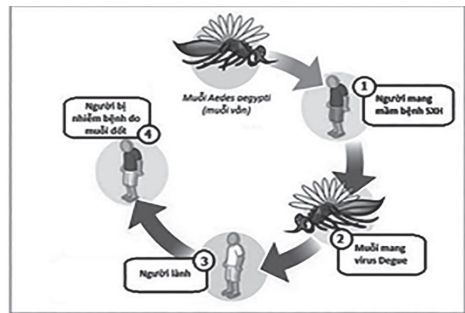 Muỗi Aedes aegypti
(muỗi vằn)
1
Người mang
mầm bệnh SXH
2
Muỗi mang
virus Degue
3
Người lành
4
Người bị
nhiễm bệnh do
muỗi đốt